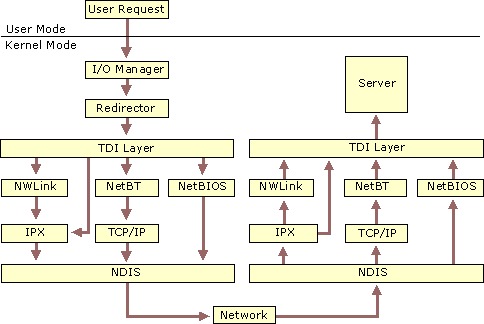 User Request
User Mode
Kernel Mode
I/O Manager
Redirector
Server
TDI Layer
TDI Layer
NWLink
NetBT
NetBIOS
NWLink
NetBT
NetBIOS
IPX
TCP/IP
IPX
TCP/IP
NDIS
NDIS
Network